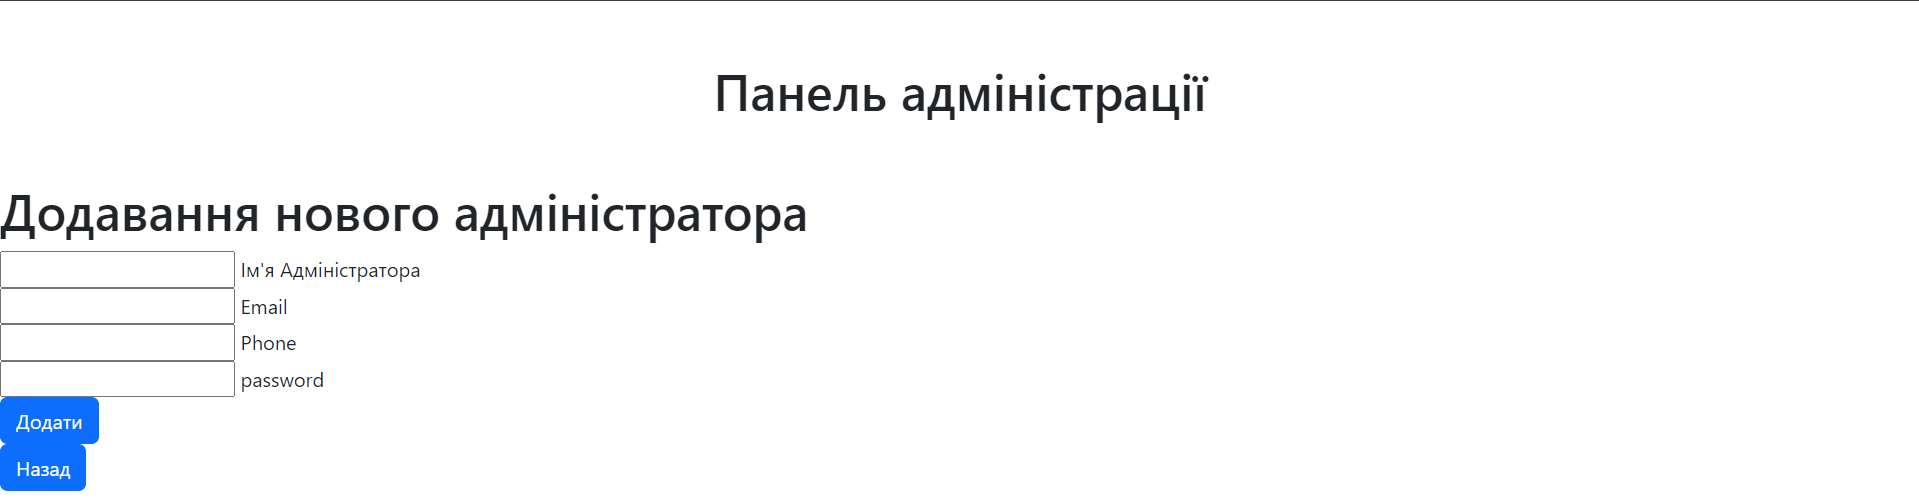 Панель адміністрації
Додавання нового адміністратора
Ім'я Адміністратора
Email
Phone
password
Додати
Назад